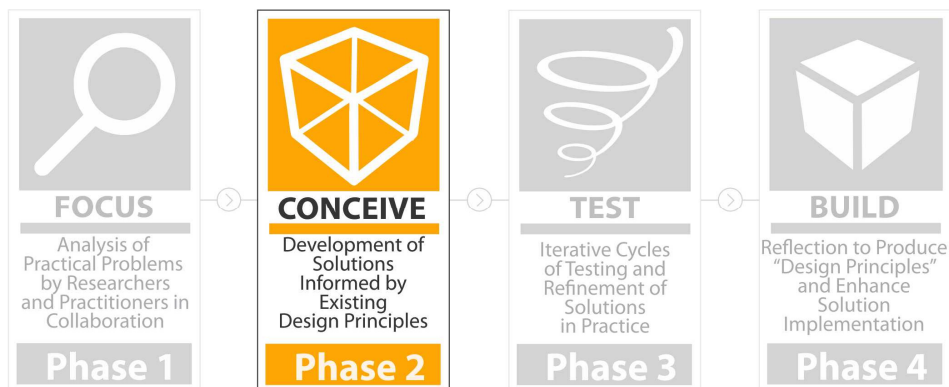 FOCUS
Analysis of
Practical Problems
by Researchers
and Practitioners in
Collaboration
Phase 1
CONCEIVE
Development of
Solutions
Informed by
Existing
Design Principles
Phase 2
TEST
Iterative Cycles
of Testing and
Refinement of
Solutions
in Practice
Phase 3
BUILD
Reflection to Produce
“Design Principles”
and Enhance
Solution
Implementation
Phase 4